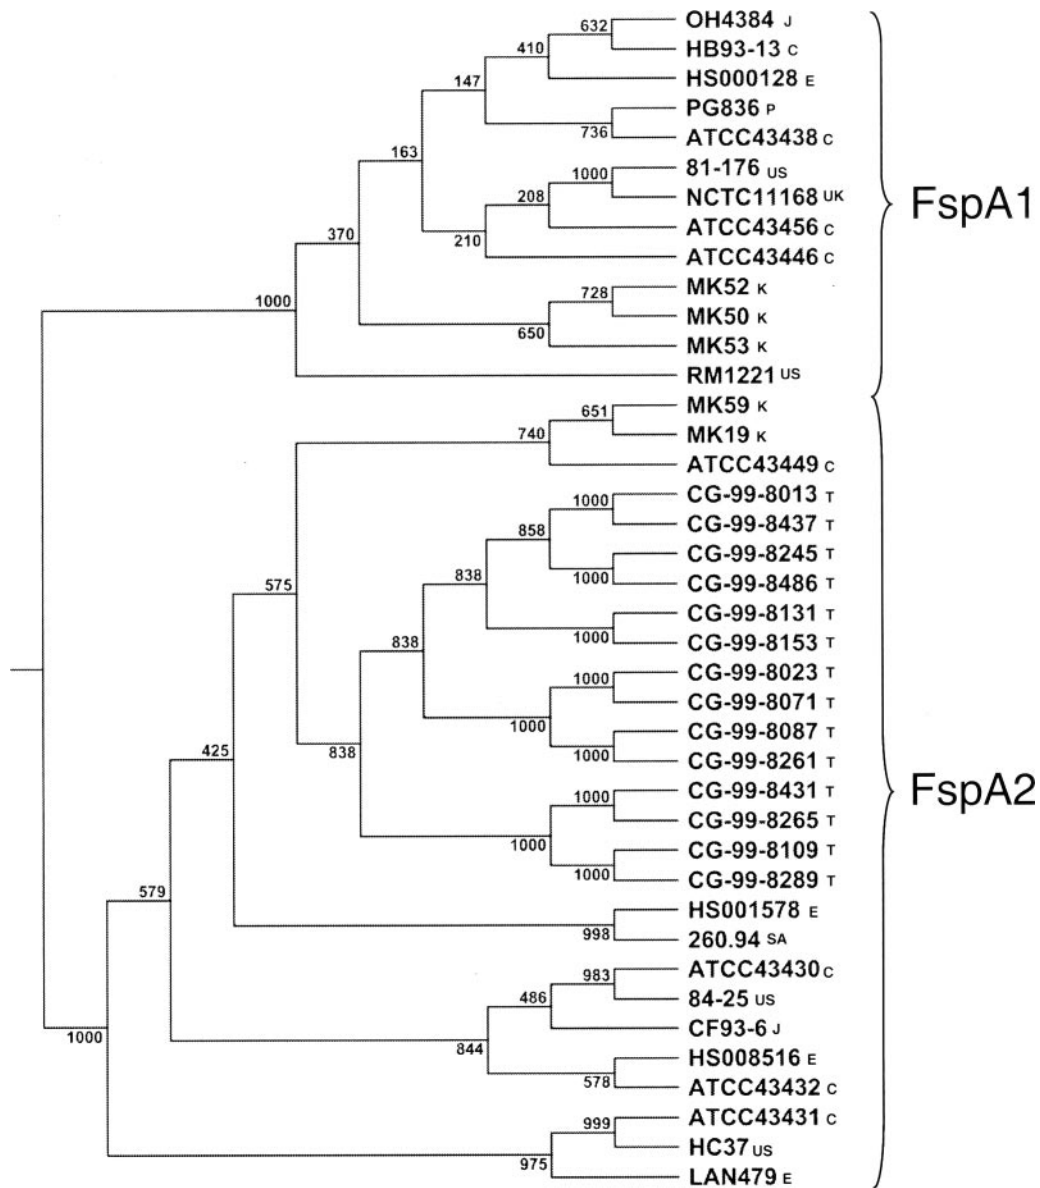 632
OH4384 J
HB93-13 C
410
HS000128 E
147
PG836 P
736
ATCC43438 C
163
81-176 US
1000
NCTC11168 UK
208
ATCC43456 C
210
ATCC43446 C
370
MK52 K
728
MK50 K
650
MK53 K
1000
RM1221 US
FspA1
MK59 K
651
MK19 K
740
ATCC43449 C
CG-99-8013 T
1000
CG-99-8437 T
858
CG-99-8245 T
1000
CG-99-8486 T
838
575
CG-99-8131 T
1000
CG-99-8153 T
838
CG-99-8023 T
1000
CG-99-8071 T
1000
CG-99-8087 T
1000
CG-99-8261 T
838
425
CG-99-8431 T
1000
CG-99-8265 T
1000
CG-99-8109 T
1000
CG-99-8289 T
579
HS001578 E
998
260.94 SA
ATCC43430 C
983
84-25 US
486
CF93-6 J
844
HS008516 E
578
ATCC43432 C
1000
ATCC43431 C
999
HC37 US
975
LAN479 E
FspA2